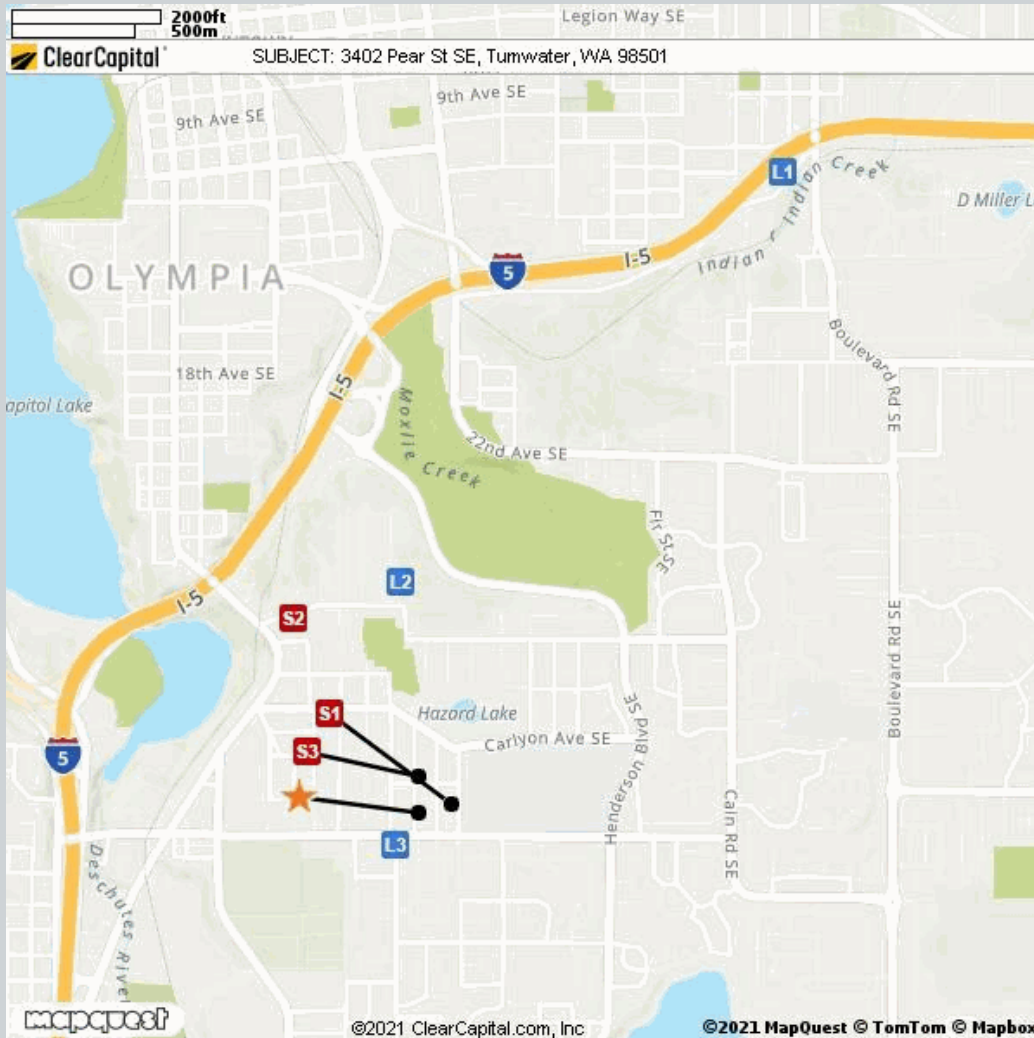 2000ft
500m
Legion Way SE
ClearCapital
SUBJECT: 3402 Pear St SE, Tumwater, WA 98501
9th Ave SE
9th Ave SE
L1
Indian Creek
D Miller L
I-5
5
Indian
OLYMPIA
Boulevard Rd SE
18th Ave SE
I-5
apitol Lake
Moxlie Creek
22nd Ave SE
Fir St SE
L2
I-5
S2
Boulevard Rd SE
S1
Hazard Lake
S3
Carlyon Ave SE
5
Henderson Blvd SE
Cain Rd SE
L3
Deschutes Rive
mapquest
©2021 ClearCapital.com, Inc
©2021 MapQuest © TomTom © Mapbox